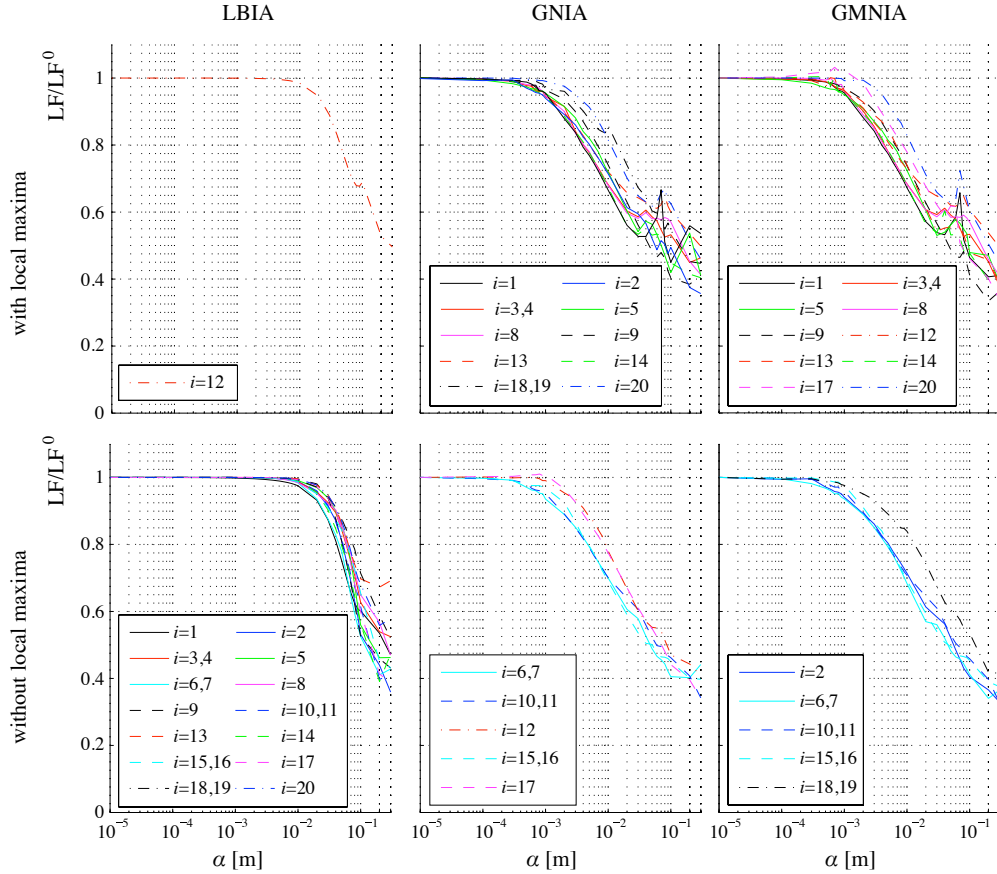 LBIA GNIA GMNIA
with local maxima
LF/LF^0
1
0.8
0.6
0.4
0.2
0
i=12
i=1 i=2
i=3,4 i=5
i=8 i=9
i=13 i=14
i=18,19 i=20
i=1 i=3,4
i=5 i=8
i=9 i=12
i=13 i=14
i=17 i=20
without local maxima
LF/LF^0
1
0.8
0.6
0.4
0.2
0
i=1 i=2
i=3,4 i=5
i=6,7 i=8
i=9 i=10,11
i=13 i=14
i=15,16 i=17
i=18,19 i=20
i=6,7
i=10,11
i=12
i=15,16
i=17
i=2
i=6,7
i=10,11
i=15,16
i=18,19
10^−5 10^−4 10^−3 10^−2 10^−1 10^−5 10^−4 10^−3 10^−2 10^−1 10^−5 10^−4 10^−3 10^−2 10^−1
α [m] α [m] α [m]